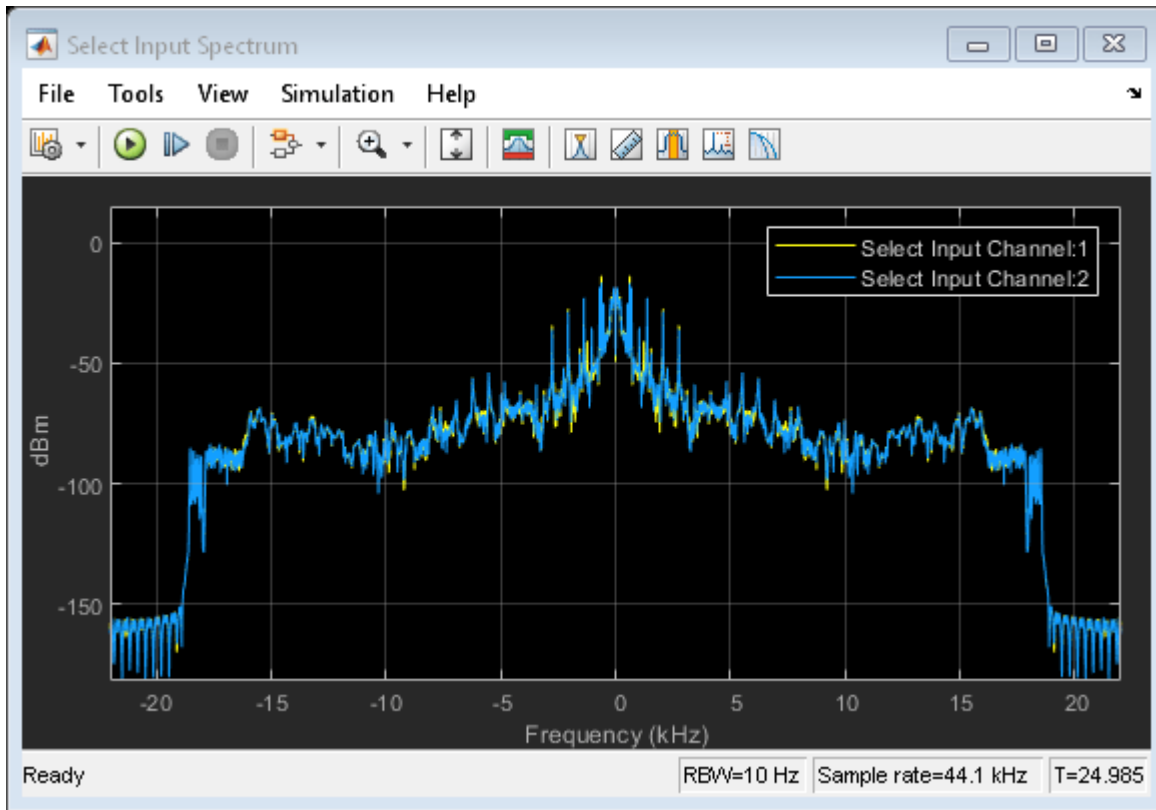 Select Input Spectrum
File Tools View Simulation Help
Select Input Channel:1
Select Input Channel:2
0
-50
-100
-150
dBm
-20 -15 -10 -5 0 5 10 15 20
Frequency (kHz)
Ready RBW=10 Hz Sample rate=44.1 kHz T=24.985